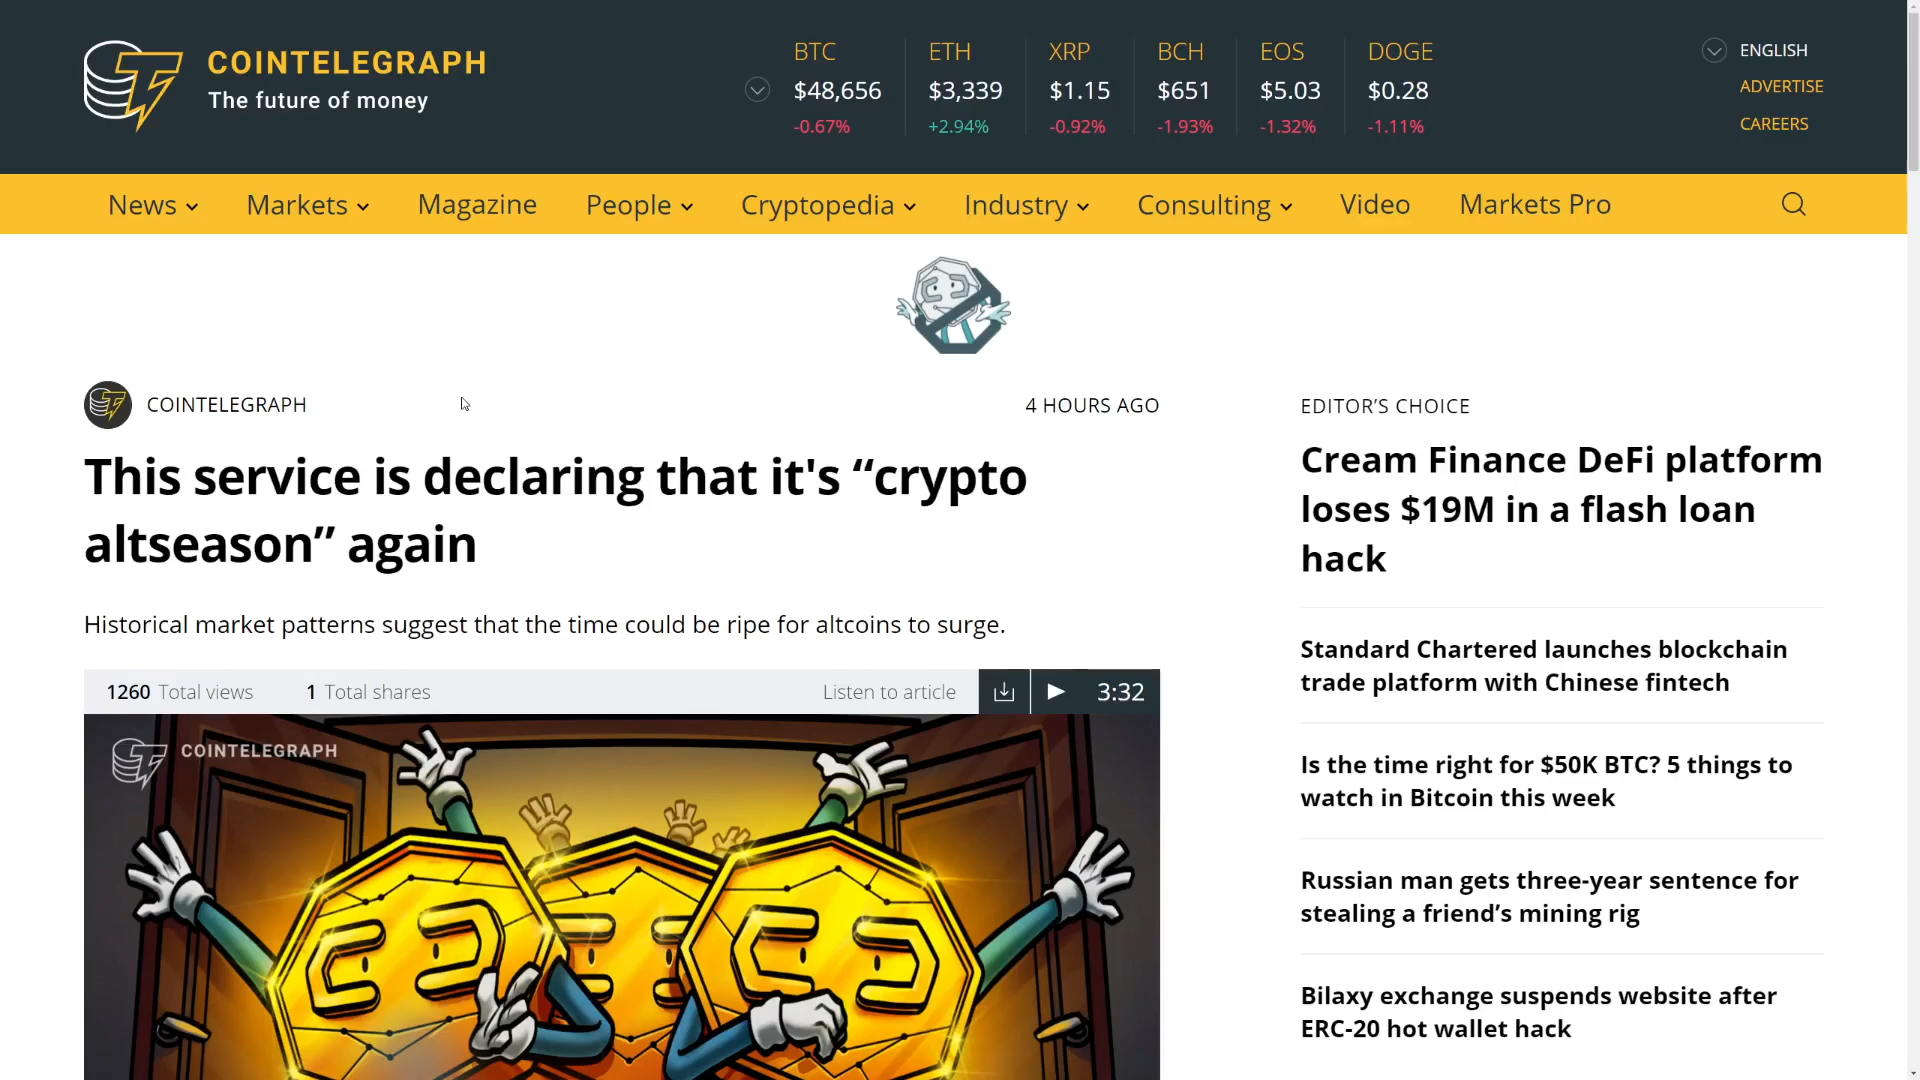 COINTELEGRAPH
The future of money
BTC
$48,656
-0.67%
ETH
$3,339
+2.94%
XRP
$1.15
-0.92%
BCH
$651
-1.93%
EOS
$5.03
-1.32%
DOGE
$0.28
-1.11%
ENGLISH
ADVERTISE
CAREERS
News
Markets
Magazine
People
Cryptopedia
Industry
Consulting
Video
Markets Pro
COINTELEGRAPH
4 HOURS AGO
This service is declaring that it's “crypto
altseason” again
Historical market patterns suggest that the time could be ripe for altcoins to surge.
1260 Total views
1 Total shares
Listen to article
3:32
COINTELEGRAPH
EDITOR’S CHOICE
Cream Finance DeFi platform
loses $19M in a flash loan
hack
Standard Chartered launches blockchain
trade platform with Chinese fintech
Is the time right for $50K BTC? 5 things to
watch in Bitcoin this week
Russian man gets three-year sentence for
stealing a friend’s mining rig
Bilaxy exchange suspends website after
ERC-20 hot wallet hack